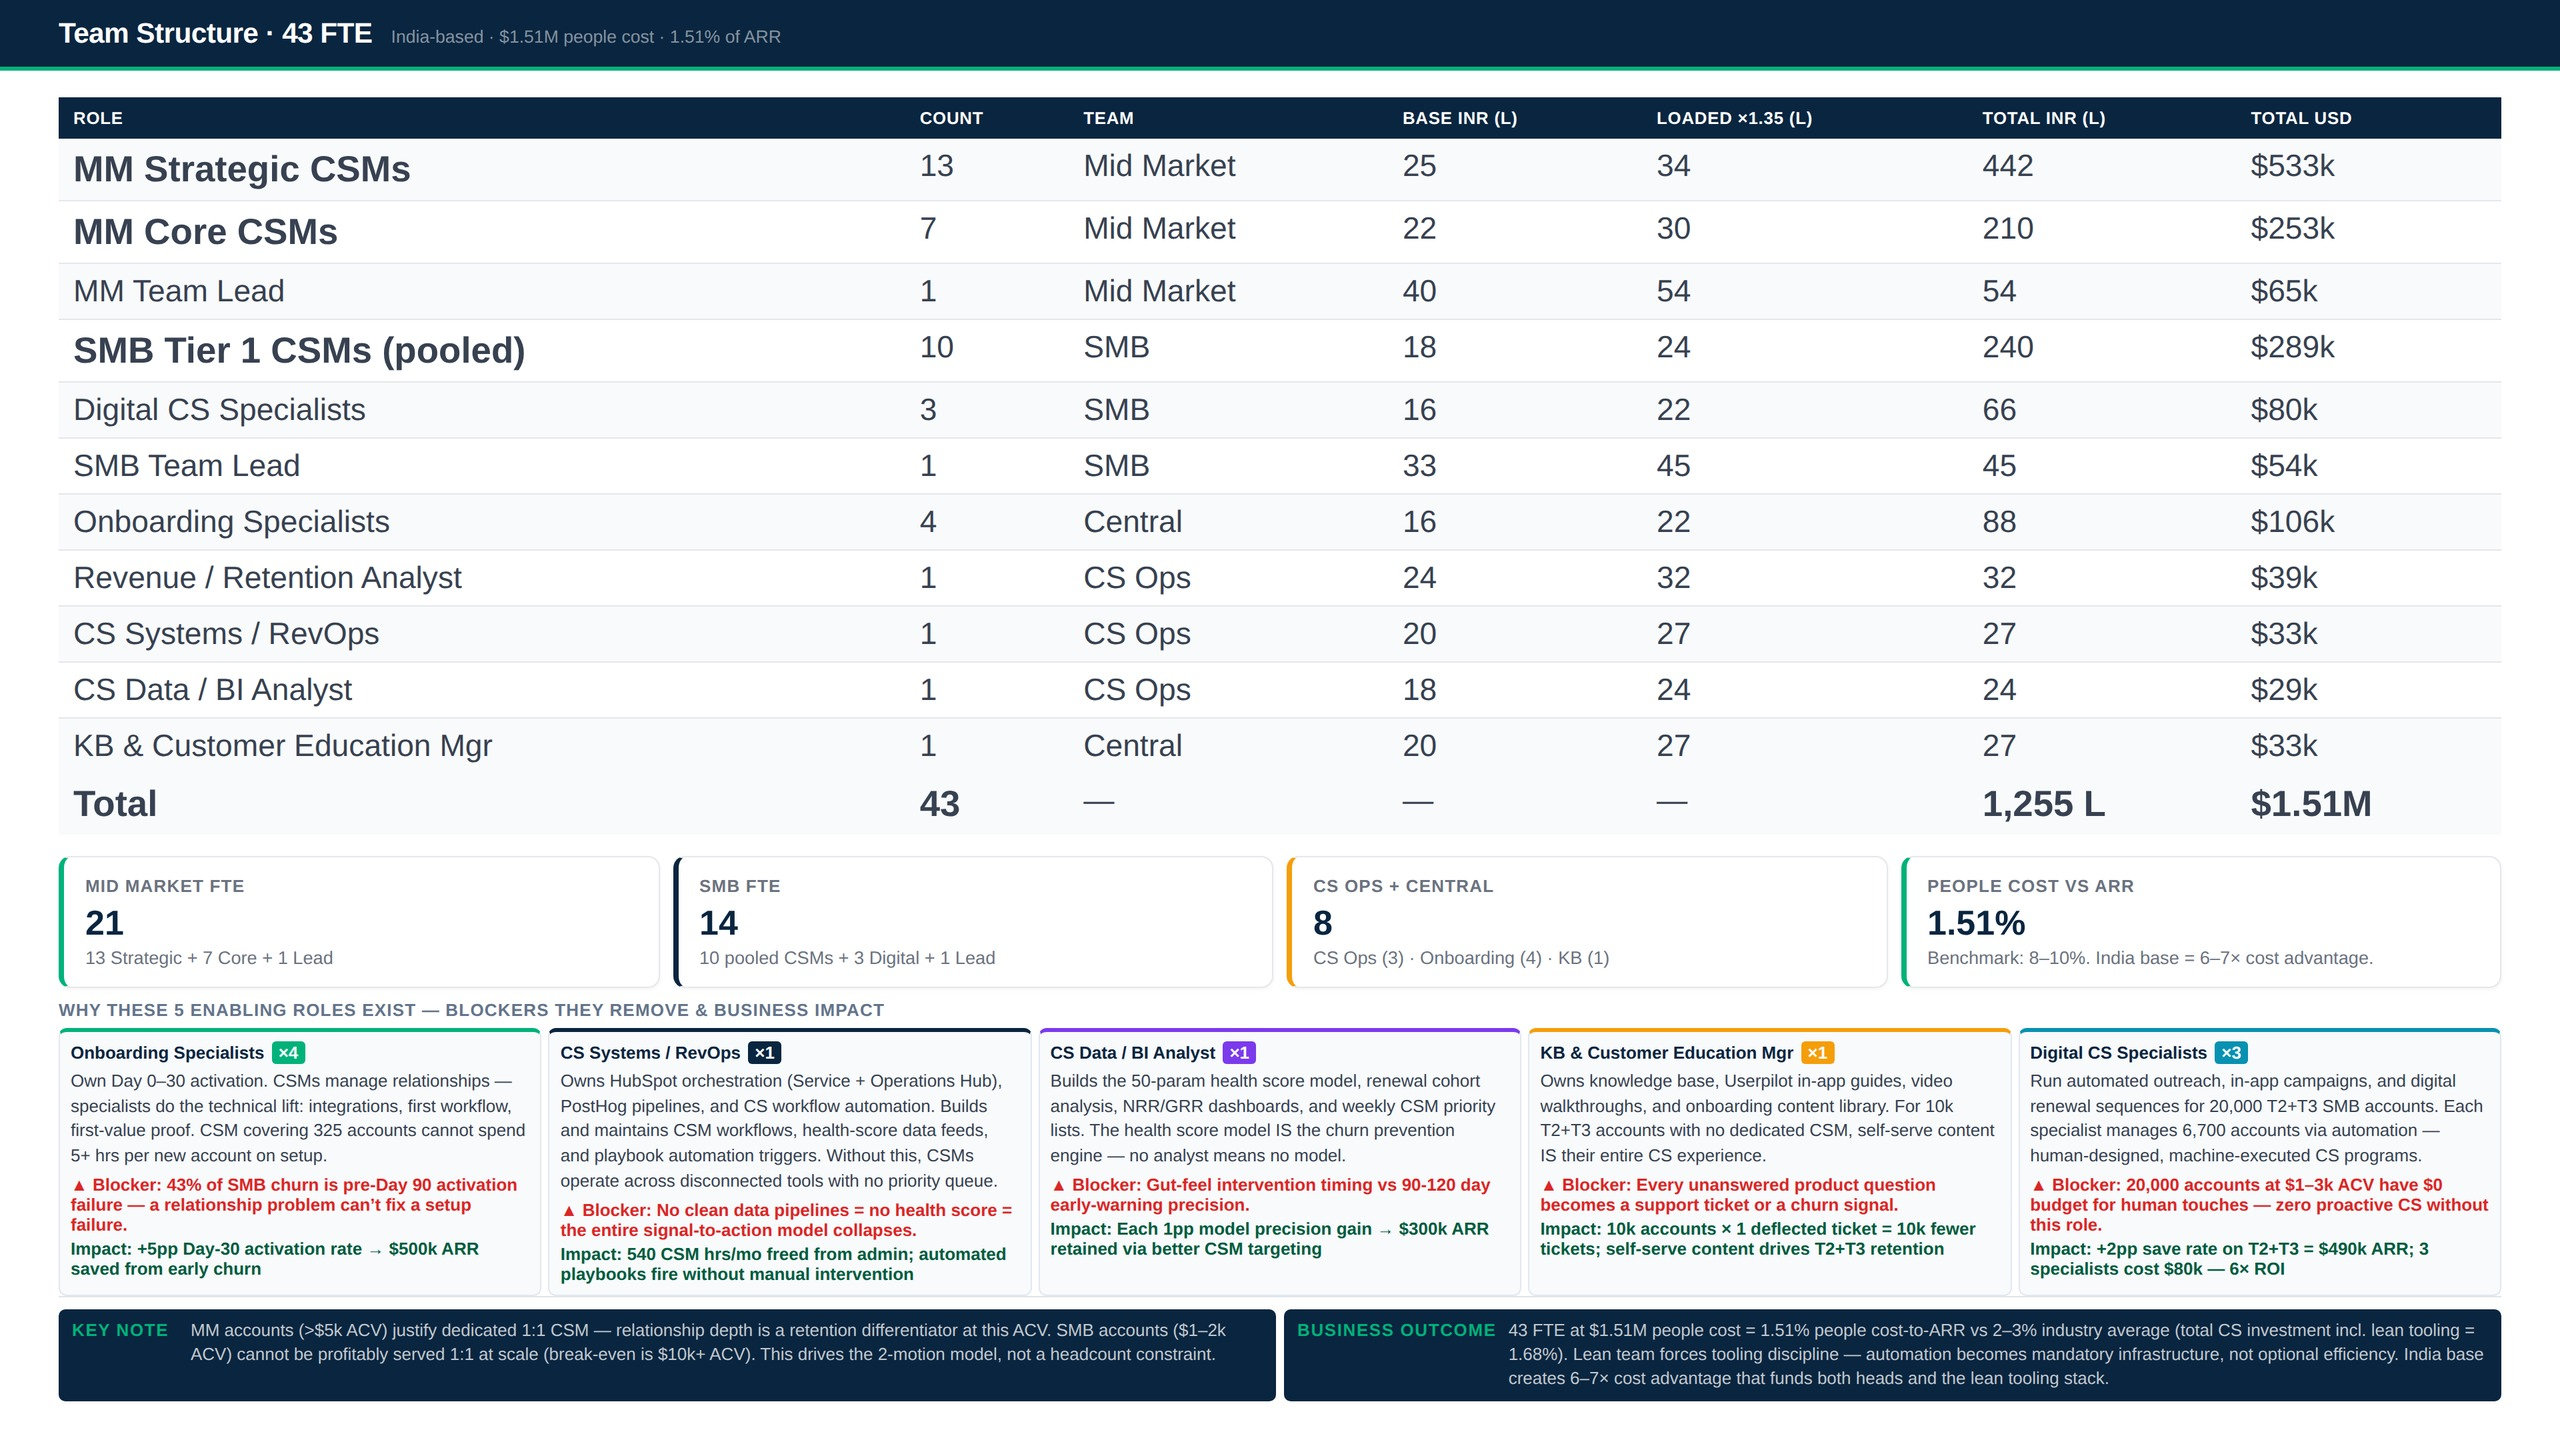 Team Structure · 43 FTE India-based · $1.51M people cost · 1.51% of ARR
ROLE COUNT TEAM BASE INR (L) LOADED ×1.35 (L) TOTAL INR (L) TOTAL USD
MM Strategic CSMs 13 Mid Market 25 34 442 $533k
MM Core CSMs 7 Mid Market 22 30 210 $253k
MM Team Lead 1 Mid Market 40 54 54 $65k
SMB Tier 1 CSMs (pooled) 10 SMB 18 24 240 $289k
Digital CS Specialists 3 SMB 16 22 66 $80k
SMB Team Lead 1 SMB 33 45 45 $54k
Onboarding Specialists 4 Central 16 22 88 $106k
Revenue / Retention Analyst 1 CS Ops 24 32 32 $39k
CS Systems / RevOps 1 CS Ops 20 27 27 $33k
CS Data / BI Analyst 1 CS Ops 18 24 24 $29k
KB & Customer Education Mgr 1 Central 20 27 27 $33k
Total 43 — — — 1,255 L $1.51M
MID MARKET FTE
21
13 Strategic + 7 Core + 1 Lead
SMB FTE
14
10 pooled CSMs + 3 Digital + 1 Lead
CS OPS + CENTRAL
8
CS Ops (3) · Onboarding (4) · KB (1)
PEOPLE COST VS ARR
1.51%
Benchmark: 8–10%. India base = 6–7× cost advantage.
WHY THESE 5 ENABLING ROLES EXIST — BLOCKERS THEY REMOVE & BUSINESS IMPACT
Onboarding Specialists ×4
Own Day 0–30 activation. CSMs manage relationships —
specialists do the technical lift: integrations, first workflow,
first-value proof. CSM covering 325 accounts cannot spend
5+ hrs per new account on setup.
▲ Blocker: 43% of SMB churn is pre-Day 90 activation
failure — a relationship problem can’t fix a setup
failure.
Impact: +5pp Day-30 activation rate → $500k ARR
saved from early churn
CS Systems / RevOps ×1
Owns HubSpot orchestration (Service + Operations Hub),
PostHog pipelines, and CS workflow automation. Builds
and maintains CSM workflows, health-score data feeds,
and playbook automation triggers. Without this, CSMs
operate across disconnected tools with no priority queue.
▲ Blocker: No clean data pipelines = no health score =
the entire signal-to-action model collapses.
Impact: 540 CSM hrs/mo freed from admin; automated
playbooks fire without manual intervention
CS Data / BI Analyst ×1
Builds the 50-param health score model, renewal cohort
analysis, NRR/GRR dashboards, and weekly CSM priority
lists. The health score model IS the churn prevention
engine — no analyst means no model.
▲ Blocker: Gut-feel intervention timing vs 90-120 day
early-warning precision.
Impact: Each 1pp model precision gain → $300k ARR
retained via better CSM targeting
KB & Customer Education Mgr ×1
Owns knowledge base, Userpilot in-app guides, video
walkthroughs, and onboarding content library. For 10k
T2+T3 accounts with no dedicated CSM, self-serve content
IS their entire CS experience.
▲ Blocker: Every unanswered product question
becomes a support ticket or a churn signal.
Impact: 10k accounts × 1 deflected ticket = 10k fewer
tickets; self-serve content drives T2+T3 retention
Digital CS Specialists ×3
Run automated outreach, in-app campaigns, and digital
renewal sequences for 20,000 T2+T3 SMB accounts. Each
specialist manages 6,700 accounts via automation —
human-designed, machine-executed CS programs.
▲ Blocker: 20,000 accounts at $1–3k ACV have $0
budget for human touches — zero proactive CS without
this role.
Impact: +2pp save rate on T2+T3 = $490k ARR; 3
specialists cost $80k — 6× ROI
KEY NOTE MM accounts (>$5k ACV) justify dedicated 1:1 CSM — relationship depth is a retention differentiator at this ACV. SMB accounts ($1–2k
ACV) cannot be profitably served 1:1 at scale (break-even is $10k+ ACV). This drives the 2-motion model, not a headcount constraint.
BUSINESS OUTCOME 43 FTE at $1.51M people cost = 1.51% people cost-to-ARR vs 2–3% industry average (total CS investment incl. lean tooling =
1.68%). Lean team forces tooling discipline — automation becomes mandatory infrastructure, not optional efficiency. India base
creates 6–7× cost advantage that funds both heads and the lean tooling stack.